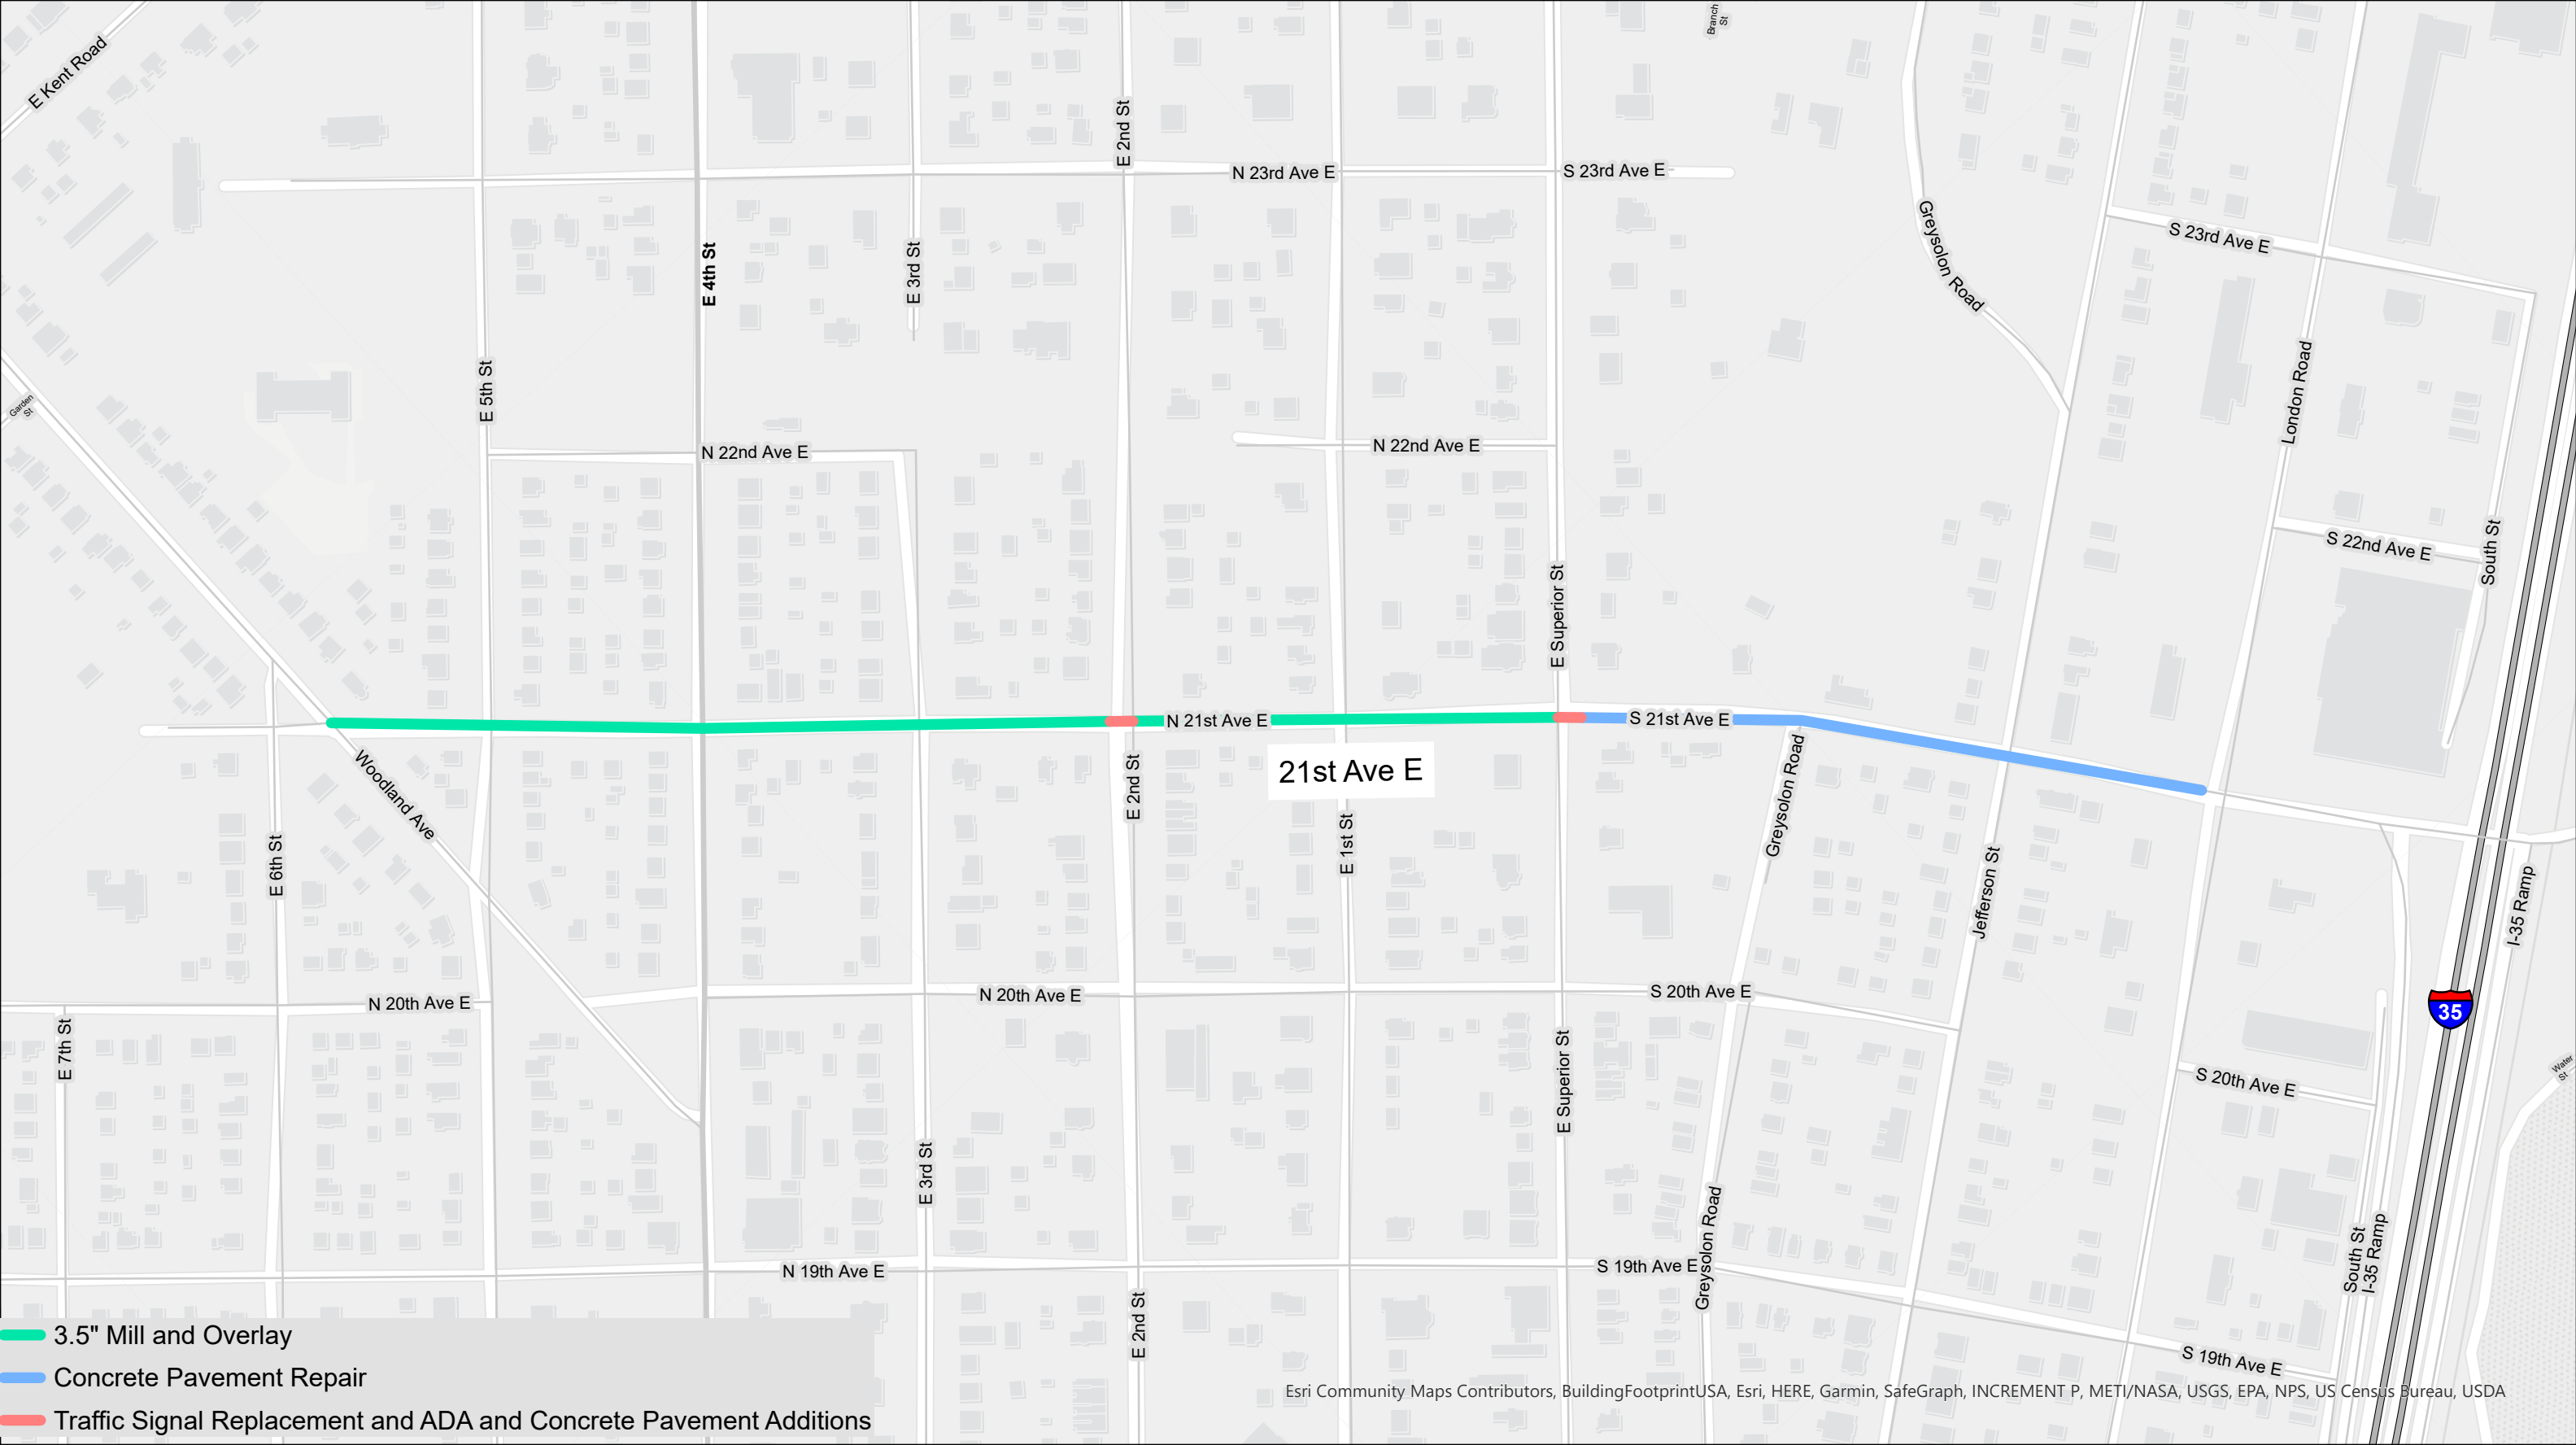 Branch
St
E Kent Road
E 2nd St
N 23rd Ave E
S 23rd Ave E
Greysolon Road
S 23rd Ave E
E 4th St
E 3rd St
E 5th St
Garden
St
London Road
N 22nd Ave E
N 22nd Ave E
S 22nd Ave E
South St
E Superior St
N 21st Ave E
S 21st Ave E
21st Ave E
Woodland Ave
E 2nd St
Greysolon Road
E 6th St
E 1st St
Jefferson St
I-35 Ramp
N 20th Ave E
N 20th Ave E
S 20th Ave E
35
E 7th St
E Superior St
S 20th Ave E
Water
St
E 3rd St
Greysolon Road
South St
I-35 Ramp
N 19th Ave E
S 19th Ave E
E 2nd St
S 19th Ave E
3.5" Mill and Overlay
Concrete Pavement Repair
Traffic Signal Replacement and ADA and Concrete Pavement Additions
Esri Community Maps Contributors, BuildingFootprintUSA, Esri, HERE, Garmin, SafeGraph, INCREMENT P, METI/NASA, USGS, EPA, NPS, US Census Bureau, USDA